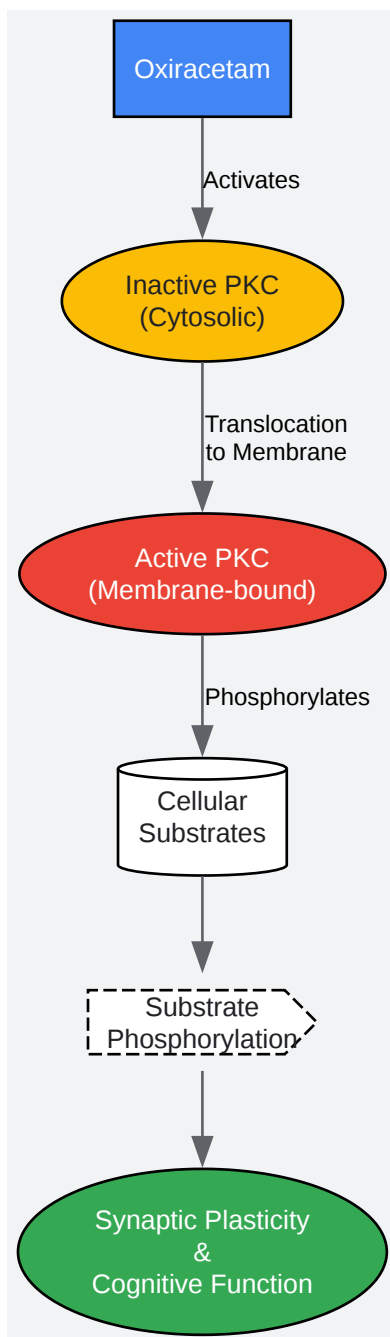 Oxiracetam
Activates
Inactive PKC
(Cytosolic)
Translocation
to Membrane
Active PKC
(Membrane-bound)
Phosphorylates
Cellular
Substrates
Substrate
Phosphorylation
Synaptic Plasticity
&
Cognitive Function